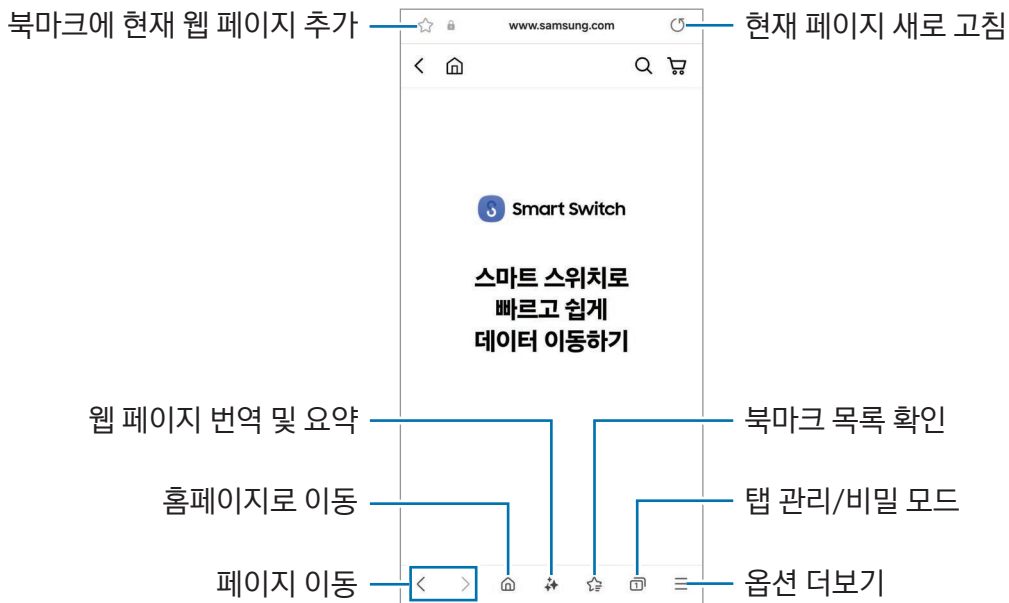 북마크에 현재 웹 페이지 추가
www.samsung.com
현재 페이지 새로 고침
Smart Switch
스마트 스위치로
빠르고 쉽게
데이터 이동하기
웹 페이지 번역 및 요약
북마크 목록 확인
홈페이지로 이동
탭 관리/비밀 모드
페이지 이동
1
옵션 더보기